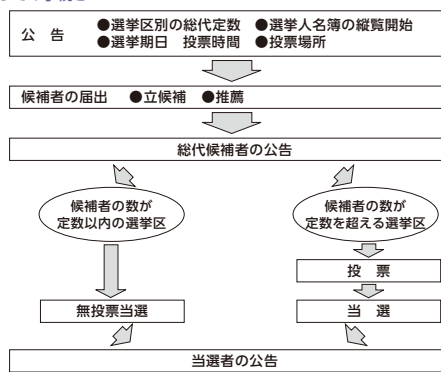 公 告 ●選挙区別の総代定数 ●選挙人名簿の縦覧開始
●選挙期日 投票時間 ●投票場所
候補者の届出 ●立候補 ●推薦
総代候補者の公告
候補者の数が
定数以内の選挙区
候補者の数が
定数を超える選挙区
投 票
無投票当選
当 選
当選者の公告